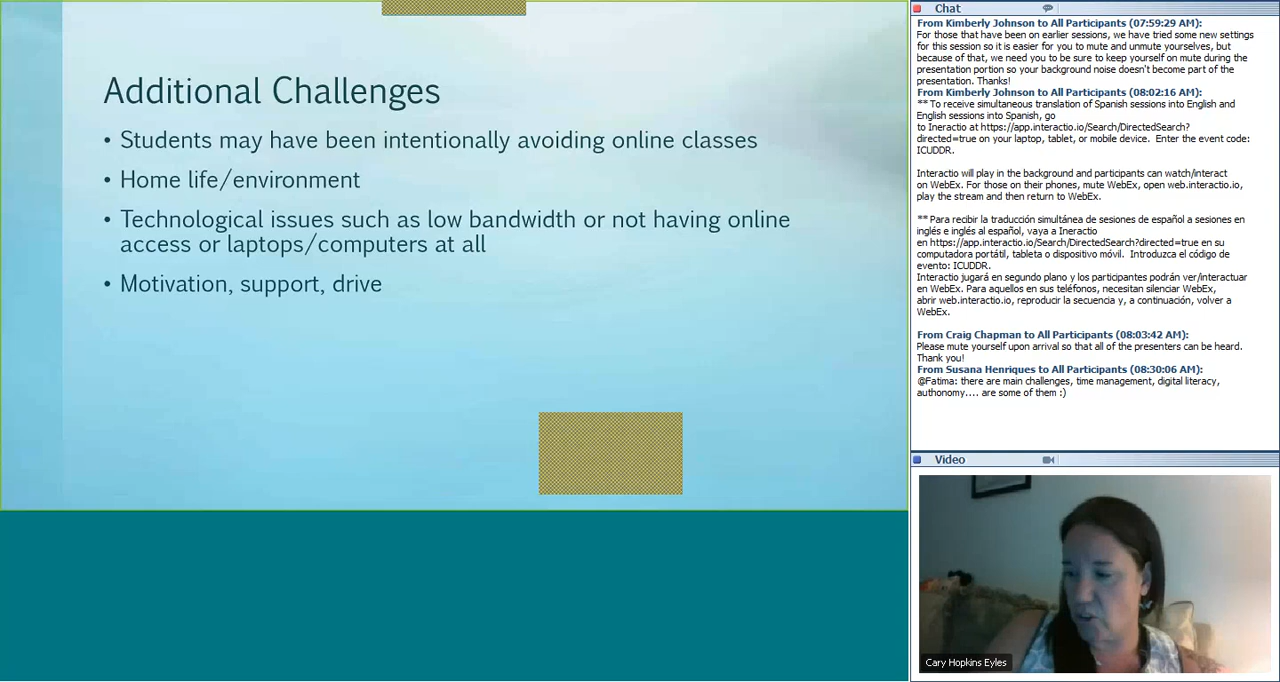 Additional Challenges
• Students may have been intentionally avoiding online classes
• Home life/environment
• Technological issues such as low bandwidth or not having online
access or laptops/computers at all
• Motivation, support, drive
Chat
From Kimberly Johnson to All Participants (07:59:29 AM):
For those that have been on earlier sessions, we have tried some new settings
for this session so it is easier for you to mute and unmute yourselves, but
because of that, we need you to be sure to keep yourself on mute during the
presentation portion so your background noise doesn't become part of the
presentation. Thanks!
From Kimberly Johnson to All Participants (08:02:16 AM):
** To receive simultaneous translation of Spanish sessions into English and
English sessions into Spanish, go
to Ineractio at https://app.interactio.io/Search/DirectedSearch?
directed=true on your laptop, tablet, or mobile device. Enter the event code:
ICUDDR.
Interactio will play in the background and participants can watch/interact
on WebEx. For those on their phones, mute WebEx, open web.interactio.io,
play the stream and then return to WebEx.
** Para recibir la traducción simultánea de sesiones de español a sesiones en
inglés e inglés al español, vaya a Ineractio
en https://app.interactio.io/Search/DirectedSearch?directed=true en su
computadora portátil, tableta o dispositivo móvil. Introduzca el código de
evento: ICUDDR.
Interactio jugará en segundo plano y los participantes podrán ver/interactuar
en WebEx. Para aquellos en sus teléfonos, necesitan silenciar WebEx,
abrir web.interactio.io, reproducir la secuencia y, a continuación, volver a
WebEx.
From Craig Chapman to All Participants (08:03:42 AM):
Please mute yourself upon arrival so that all of the presenters can be heard.
Thank you!
From Susana Henriques to All Participants (08:30:06 AM):
@Fatima: there are main challenges, time management, digital literacy,
authonomy.... are some of them :)
Video
Cary Hopkins Eyles